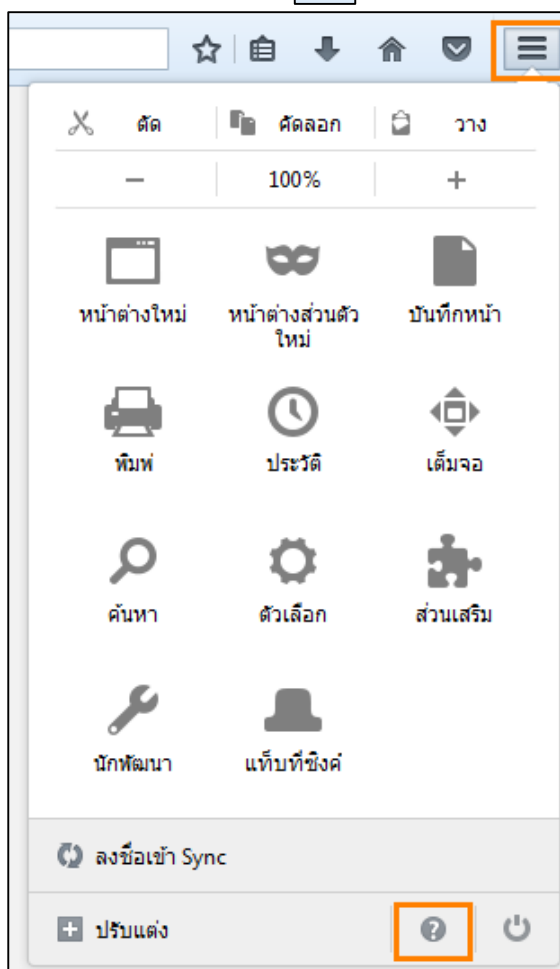 ตัด คัดลอก วาง
− 100% +
หน้าต่างใหม่ หน้าต่างส่วนตัว บันทึกหน้า
ใหม่
พิมพ์ ประวัติ เต็มจอ
ค้นหา ตัวเลือก ส่วนเสริม
นักพัฒนา แท็บที่ซิงค์
ลงชื่อเข้า Sync
ปรับแต่ง